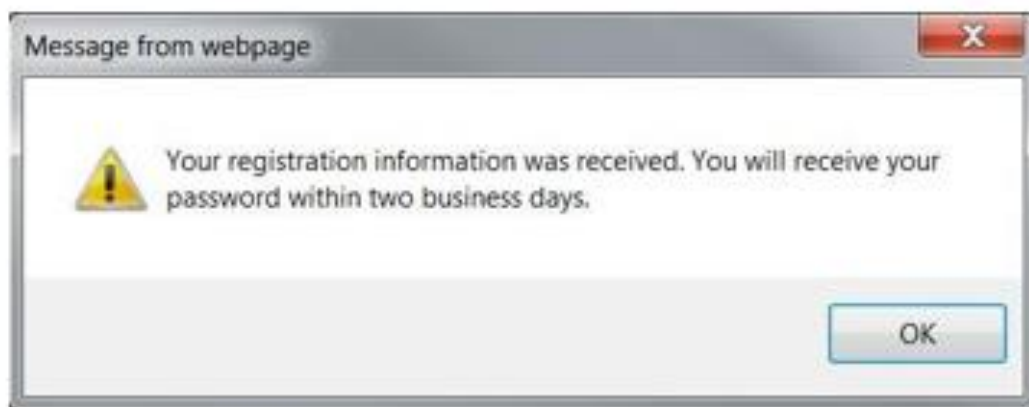 Message from webpage
Your registration information was received. You will receive your
password within two business days.
OK